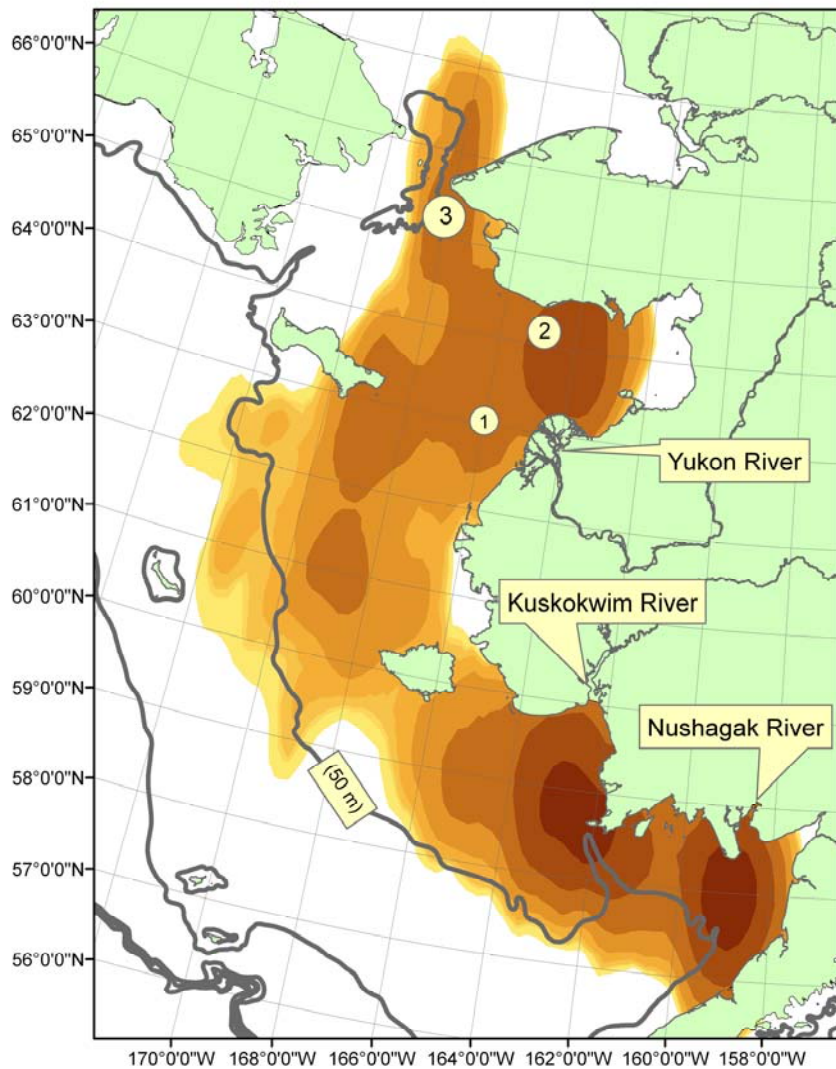 66°0'0"N
65°0'0"N
64°0'0"N
63°0'0"N
62°0'0"N
61°0'0"N
60°0'0"N
59°0'0"N
58°0'0"N
57°0'0"N
56°0'0"N
3
2
1
Yukon River
Kuskokwim River
Nushagak River
(50 m)
170°0'0"W 168°0'0"W 166°0'0"W 164°0'0"W 162°0'0"W 160°0'0"W 158°0'0"W